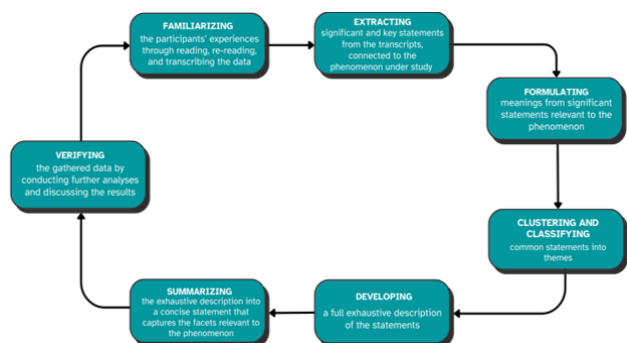 FAMILIARIZING
the participants' experiences
through reading, re-reading,
and transcribing the data
EXTRACTING
significant and key statements
from the transcripts,
connected to the
phenomenon under study
FORMULATING
meanings from significant
statements relevant to the
phenomenon
CLUSTERING AND
CLASSIFYING
common statements into
themes
DEVELOPING
a full exhaustive description
of the statements
SUMMARIZING
the exhaustive description into
a concise statement that
captures the facets relevant to
the phenomenon
VERIFYING
the gathered data by
conducting further analyses
and discussing the results